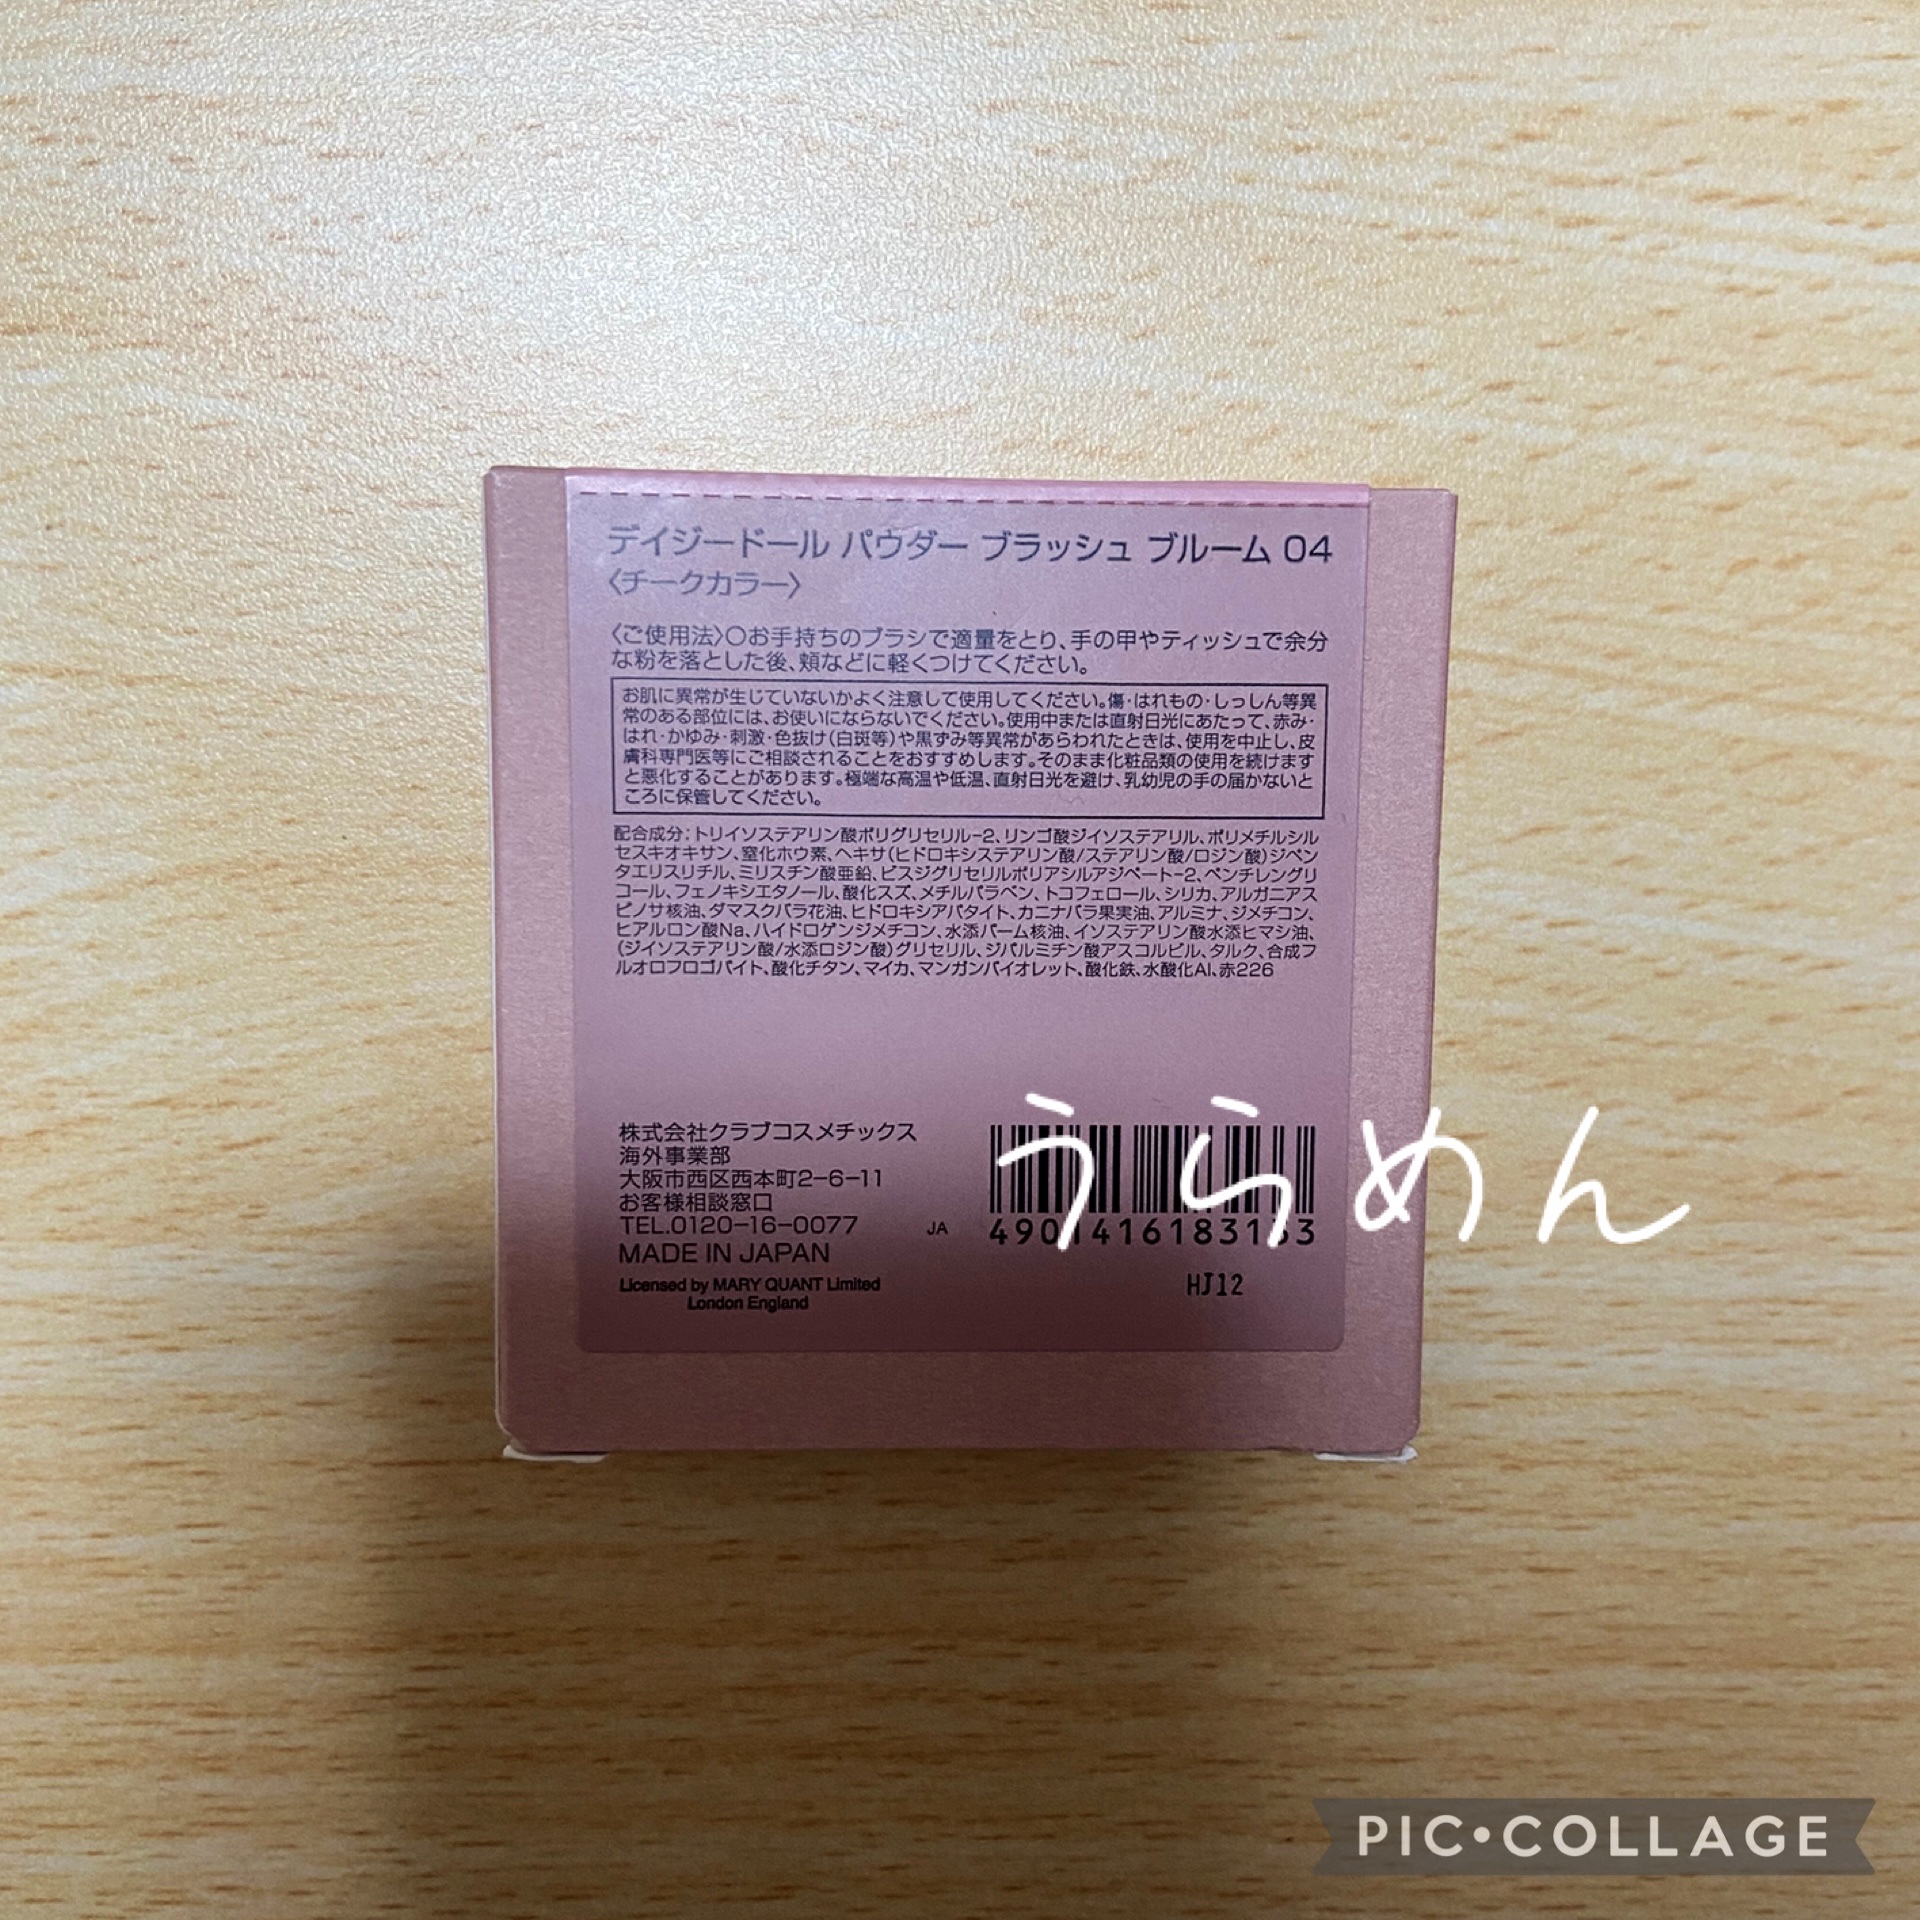 デイジードール パウダー ブラッシュ ブルーム 04
〈チークカラー〉
〈ご使用法〉〇お手持ちのブラシで適量をとり、手の甲やティッシュで余分
な粉を落とした後、頬などに軽くつけてください。
お肌に異常が生じていないかよく注意して使用してください。傷・はれもの・しっしん等異
常のある部位には、お使いにならないでください。使用中または直射日光にあたって、赤み・
はれ・かゆみ・刺激・色抜け(白斑等)や黒ずみ等異常があらわれたときは、使用を中止し、皮
膚科専門医等にご相談されることをおすすめします。そのまま化粧品類の使用を続けます
と悪化することがあります。極端な高温や低温、直射日光を避け、乳幼児の手の届かないと
ころに保管してください。
配合成分：トリイソステアリン酸ポリグリセリル-2、リンゴ酸ジイソステアリル、ポリメチルシル
セスキオキサン、窒化ホウ素、ヘキサ(ヒドロキシステアリン酸/ステアリン酸/ロジン酸)ジペン
タエリスリチル、ミリスチン酸亜鉛、ビスジグリセリルポリアシルアジペート-2、ペンチレングリ
コール、フェノキシエタノール、酸化スズ、メチルパラベン、トコフェロール、シリカ、アルガニアス
ピノサ核油、ダマスクバラ花油、ヒドロキシアパタイト、カニナバラ果実油、アルミナ、ジメチコン、
ヒアルロン酸Na、ハイドロゲンジメチコン、水添パーム核油、イソステアリン酸水添ヒマシ油、
(ジイソステアリン酸/水添ロジン酸)グリセリル、ジパルミチン酸アスコルビル、タルク、合成フ
ルオロフロゴパイト、酸化チタン、マイカ、マンガンバイオレット、酸化鉄、水酸化Al、赤226
株式会社クラブコスメチックス
海外事業部
大阪市西区西本町2-6-11
お客様相談窓口
TEL.0120-16-0077
MADE IN JAPAN
Licensed by MARY QUANT Limited
London England
JA
うらめん
HJ12
PIC•COLLAGE